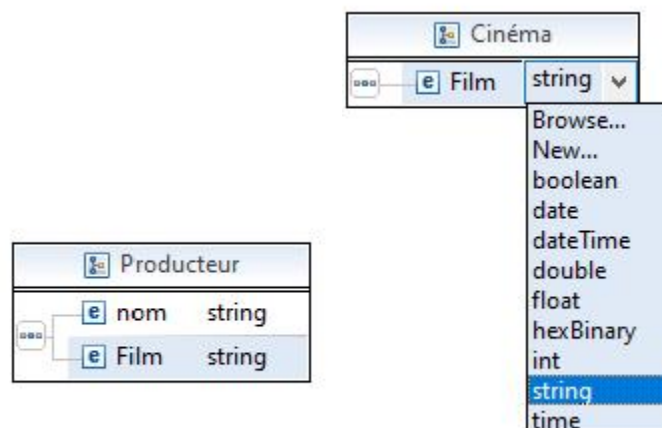 Cinéma
e Film string
Browse...
New...
boolean
date
dateTime
double
float
hexBinary
int
string
time
Producteur
e nom string
e Film string